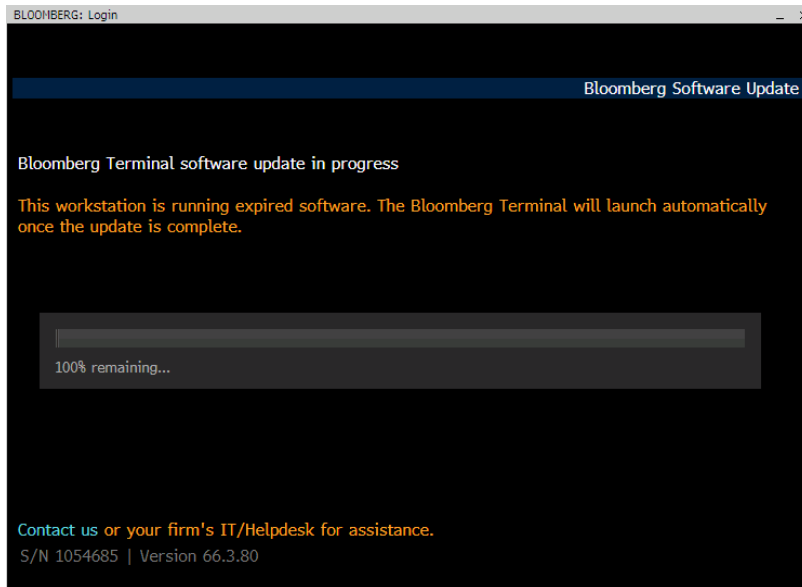 BLOOMBERG: Login
Bloomberg Software Update
Bloomberg Terminal software update in progress
This workstation is running expired software. The Bloomberg Terminal will launch automatically
once the update is complete.
100% remaining...
Contact us or your firm's IT/Helpdesk for assistance.
S/N 1054685 | Version 66.3.80